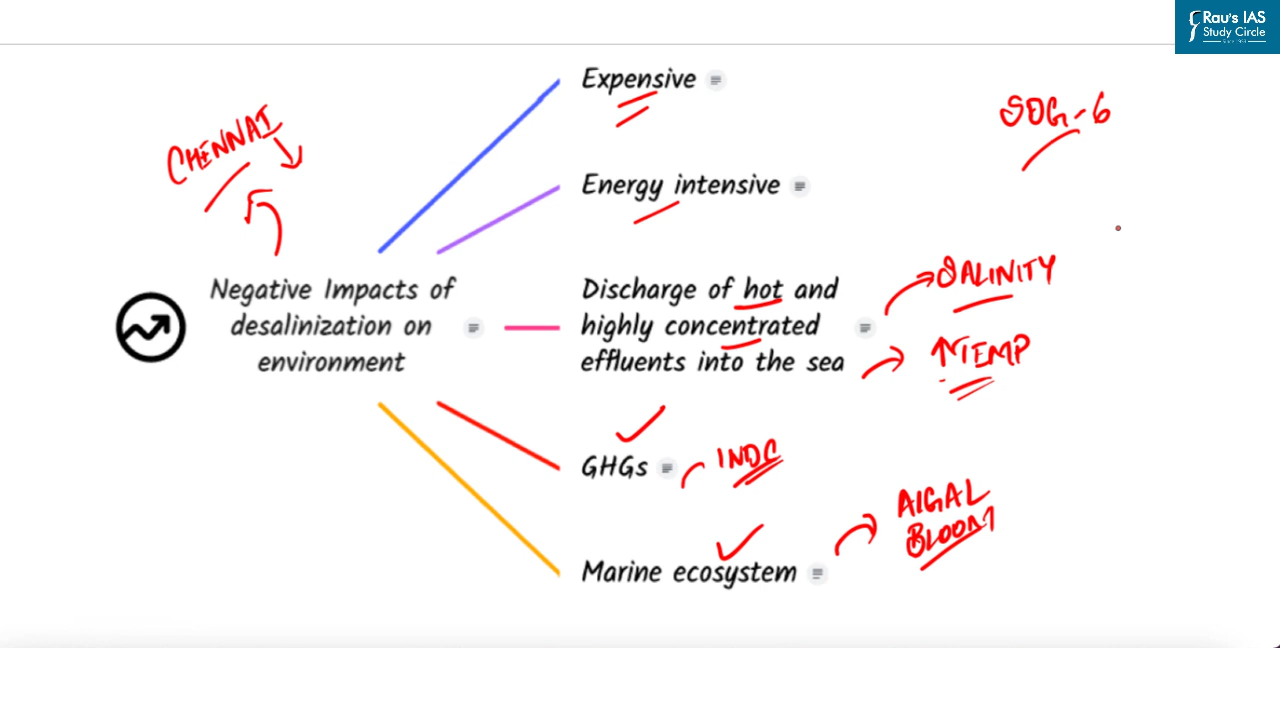 Rau's IAS
Study Circle
Expensive
SDG-6
CHENNAI
Energy intensive
Negative Impacts of
desalinization on
environment
Discharge of hot and
highly concentrated
effluents into the sea
SALINITY
↑TEMP
GHGs
INDC
Marine ecosystem
AlGAL
BLOOM